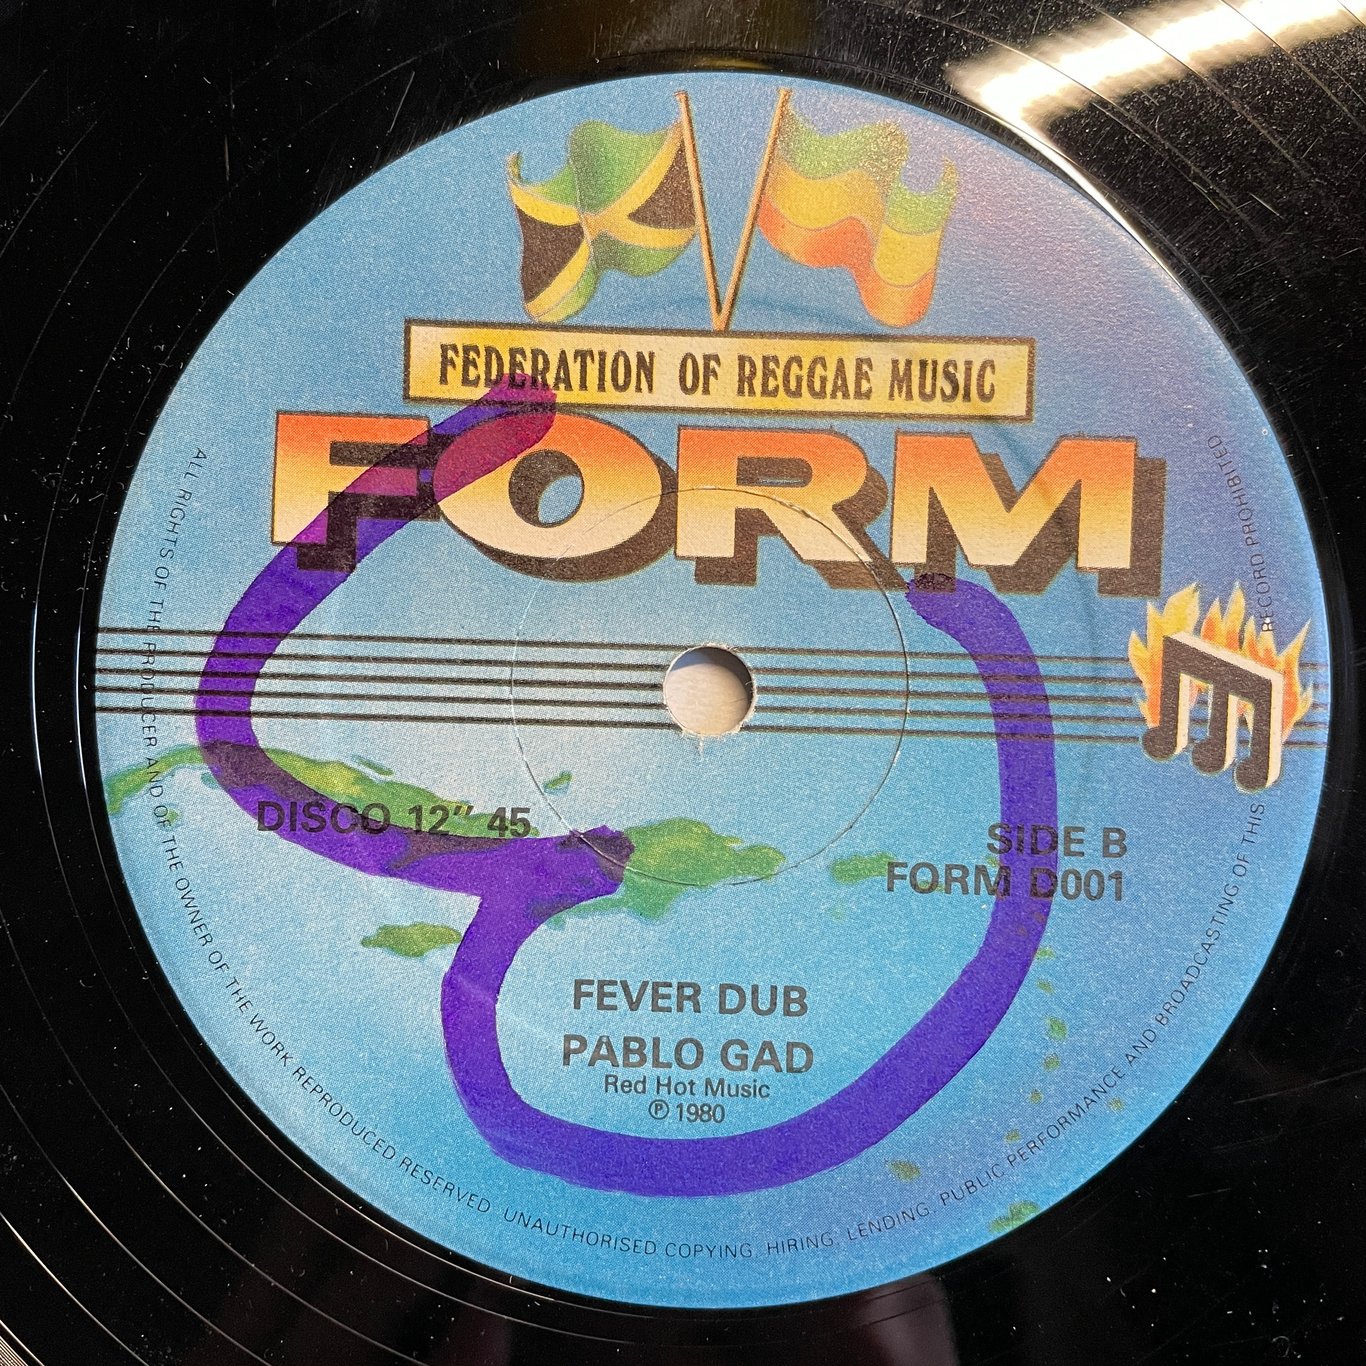 FEDERATION OF REGGAE MUSIC
FORM
DISCO 12″ 45
SIDE B
FORM D001
FEVER DUB
PABLO GAD
Red Hot Music
℗ 1980
ALL RIGHTS OF THE PRODUCER AND OF THE OWNER OF THE WORK REPRODUCED RESERVED. UNAUTHORISED COPYING, HIRING, LENDING, PUBLIC PERFORMANCE AND BROADCASTING OF THIS RECORD PROHIBITED